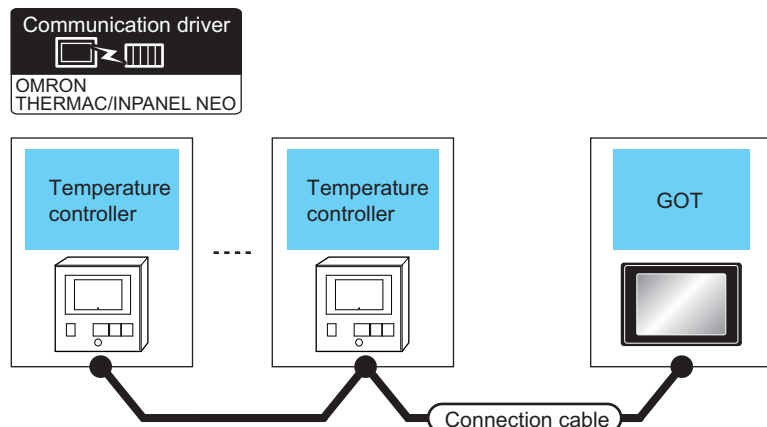 Communication driver
OMRON
THERMAC/INPANEL NEO
Temperature
controller
Temperature
controller
GOT
Connection cable